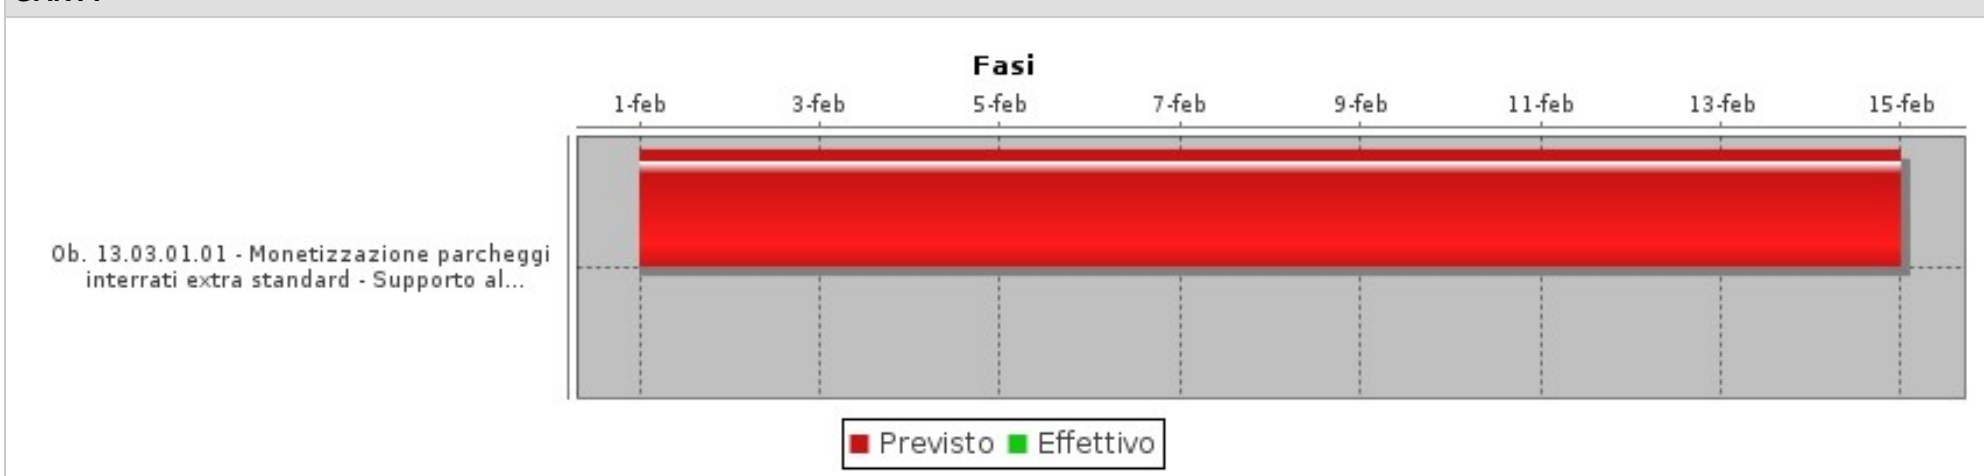 Fasi
1-feb 3-feb 5-feb 7-feb 9-feb 11-feb 13-feb 15-feb
Ob. 13.03.01.01 - Monetizzazione parcheggi
interrati extra standard - Supporto al...
Previsto Effettivo